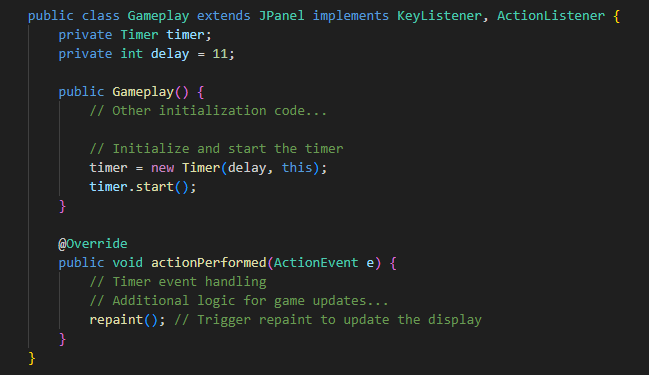 public class Gameplay extends JPanel implements KeyListener, ActionListener {
    private Timer timer;
    private int delay = 11;

    public Gameplay() {
        // Other initialization code...

        // Initialize and start the timer
        timer = new Timer(delay, this);
        timer.start();
    }

    @Override
    public void actionPerformed(ActionEvent e) {
        // Timer event handling
        // Additional logic for game updates...
        repaint(); // Trigger repaint to update the display
    }
}